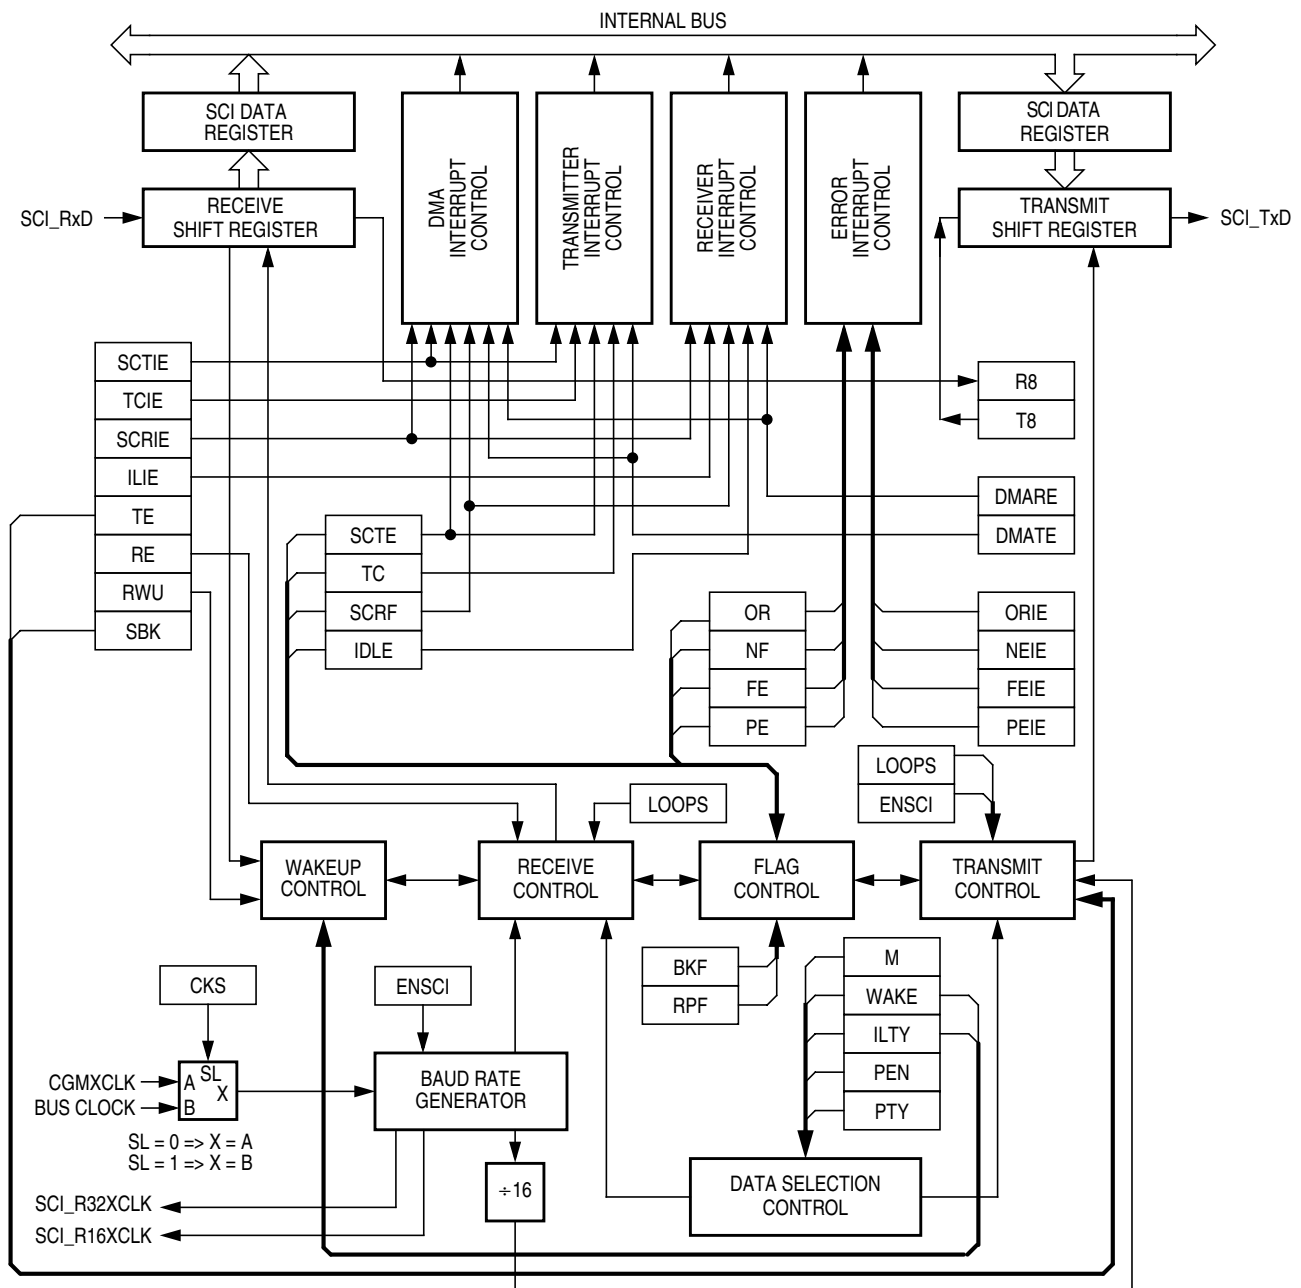 INTERNAL BUS
SCI DATA
REGISTER
SCI DATA
REGISTER
DMA
INTERRUPT
CONTROL
TRANSMITTER
INTERRUPT
CONTROL
RECEIVER
INTERRUPT
CONTROL
ERROR
INTERRUPT
CONTROL
SCI_RxD
RECEIVE
SHIFT REGISTER
TRANSMIT
SHIFT REGISTER
SCI_TxD
SCTIE
TCIE
SCRIE
ILIE
TE
RE
RWU
SBK
R8
T8
DMARE
DMATE
SCTE
TC
SCRF
IDLE
OR
NF
FE
PE
ORIE
NEIE
FEIE
PEIE
LOOPS
ENSCI
LOOPS
WAKEUP
CONTROL
RECEIVE
CONTROL
FLAG
CONTROL
TRANSMIT
CONTROL
BKF
RPF
M
WAKE
ILTY
PEN
PTY
CKS
ENSCI
CGMXCLK
BUS CLOCK
A
SL
X
B
SL = 0 => X = A
SL = 1 => X = B
BAUD RATE
GENERATOR
÷16
DATA SELECTION
CONTROL
SCI_R32XCLK
SCI_R16XCLK